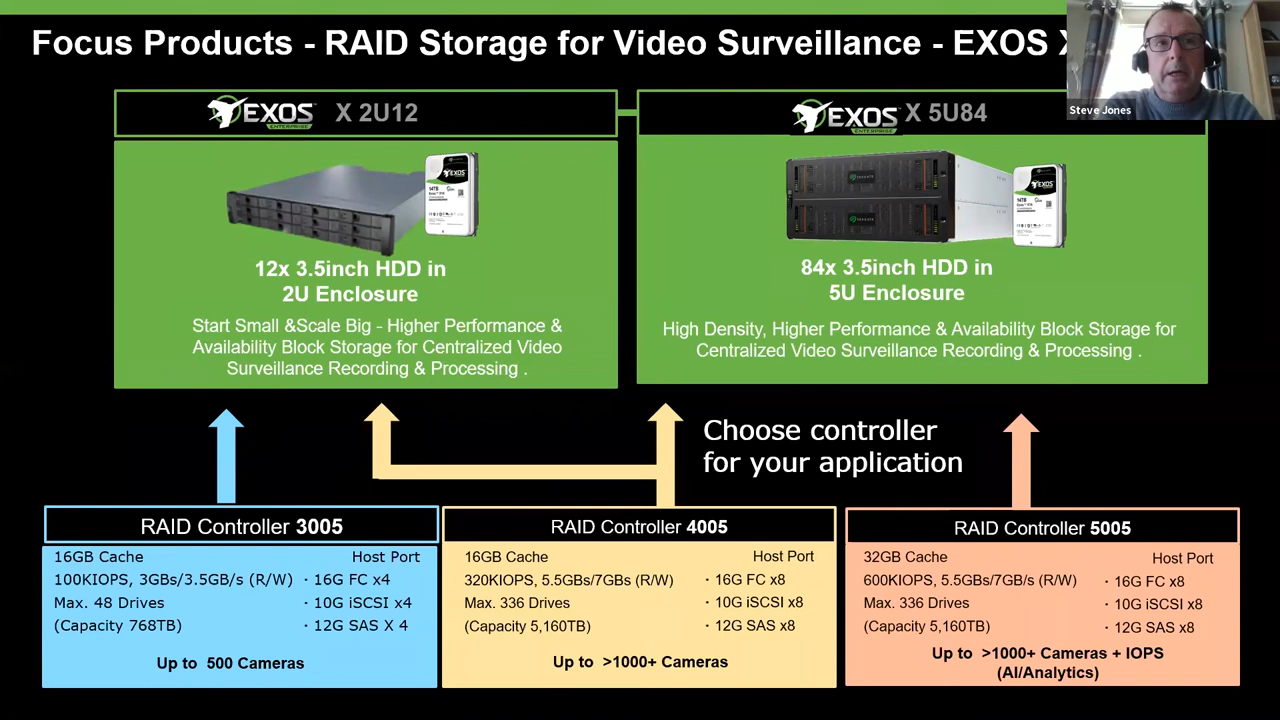 Focus Products - RAID Storage for Video Surveillance - EXOS
Steve Jones
EXOS X 2U12
ENTERPRISE
EXOS X 5U84
ENTERPRISE
EXOS
14TB
EXOS
14TB
12x 3.5inch HDD in
2U Enclosure
Start Small &Scale Big - Higher Performance &
Availability Block Storage for Centralized Video
Surveillance Recording & Processing .
84x 3.5inch HDD in
5U Enclosure
High Density, Higher Performance & Availability Block Storage for
Centralized Video Surveillance Recording & Processing .
Choose controller
for your application
RAID Controller 3005
16GB Cache Host Port
100KIOPS, 3GBs/3.5GB/s (R/W) · 16G FC x4
Max. 48 Drives · 10G iSCSI x4
(Capacity 768TB) · 12G SAS X 4
Up to 500 Cameras
RAID Controller 4005
16GB Cache Host Port
320KIOPS, 5.5GBs/7GBs (R/W) · 16G FC x8
Max. 336 Drives · 10G iSCSI x8
(Capacity 5,160TB) · 12G SAS x8
Up to >1000+ Cameras
RAID Controller 5005
32GB Cache Host Port
600KIOPS, 5.5GBs/7GB/s (R/W) · 16G FC x8
Max. 336 Drives · 10G iSCSI x8
(Capacity 5,160TB) · 12G SAS x8
Up to >1000+ Cameras + IOPS
(AI/Analytics)